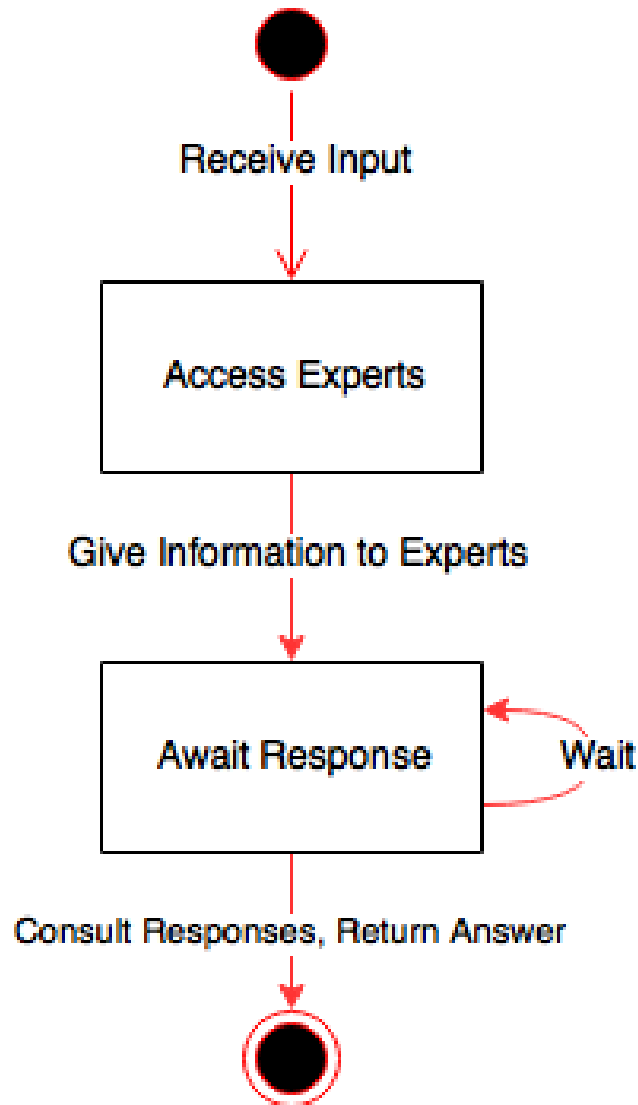 Receive Input
Access Experts
Give Information to Experts
Await Response
Wait
Consult Responses, Return Answer